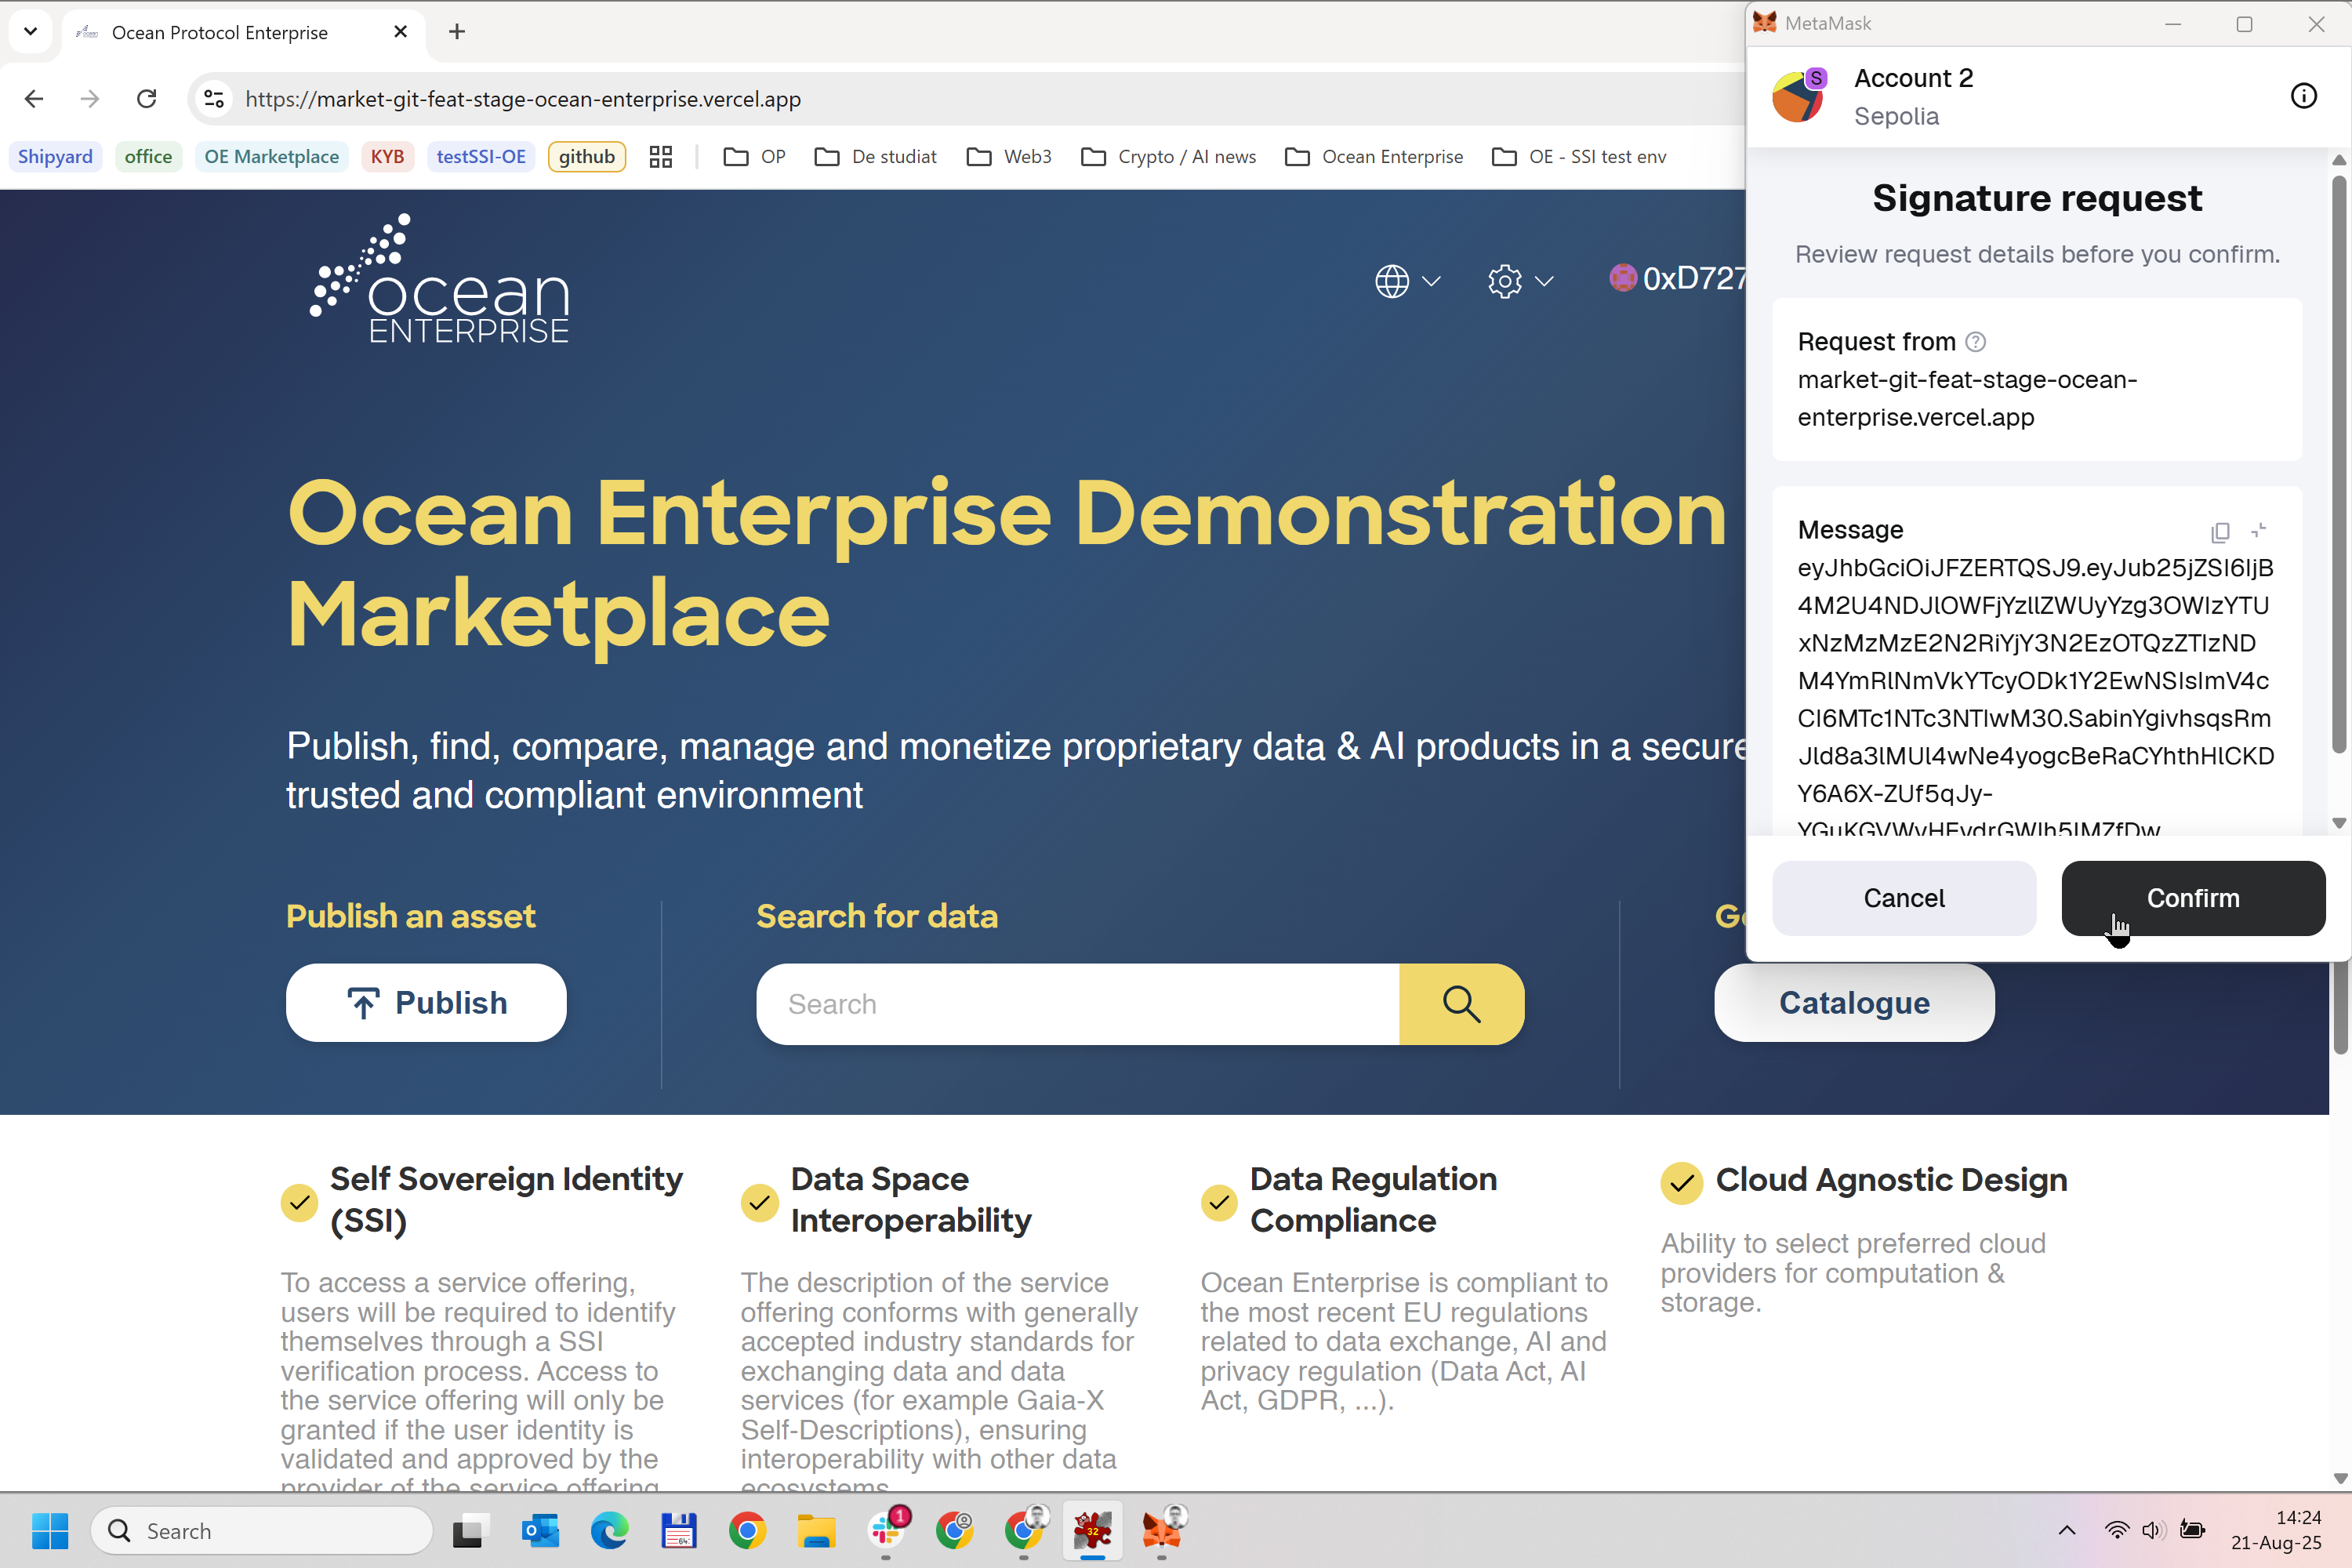 Ocean Protocol Enterprise
https://market-git-feat-stage-ocean-enterprise.vercel.app
Shipyard
office
OE Marketplace
KYB
testSSI-OE
github
OP
De studiat
Web3
Crypto / AI news
Ocean Enterprise
OE - SSI test env
ocean
ENTERPRISE
0xD727
Ocean Enterprise Demonstration
Marketplace
Publish, find, compare, manage and monetize proprietary data & AI products in a secure
trusted and compliant environment
Publish an asset
Publish
Search for data
Search
Catalogue
Self Sovereign Identity
(SSI)
To access a service offering,
users will be required to identify
themselves through a SSI
verification process. Access to
the service offering will only be
granted if the user identity is
validated and approved by the
provider of the service offering
Data Space
Interoperability
The description of the service
offering conforms with generally
accepted industry standards for
exchanging data and data
services (for example Gaia-X
Self-Descriptions), ensuring
interoperability with other data
ecosystems
Data Regulation
Compliance
Ocean Enterprise is compliant to
the most recent EU regulations
related to data exchange, AI and
privacy regulation (Data Act, AI
Act, GDPR, ...).
Cloud Agnostic Design
Ability to select preferred cloud
providers for computation &
storage.
MetaMask
S
Account 2
Sepolia
Signature request
Review request details before you confirm.
Request from
market-git-feat-stage-ocean-
enterprise.vercel.app
Message
eyJhbGciOiJFZERTQSJ9.eyJub25jZSI6IjB
4M2U4NDJlOWFjYzllZWUyYzg3OWIzYTU
xNzMzMzE2N2RiYjY3N2EzOTQzZTIzND
M4YmRlNmVkYTcyODk1Y2EwNSIsImV4c
CI6MTc1NTc3NTIwM30.SabinYgivhsqsRm
Jld8a3lMUl4wNe4yogcBeRaCYhthHlCKD
Y6A6X-ZUf5qJy-
Cancel
Confirm
Search
64
1
32
14:24
21-Aug-25